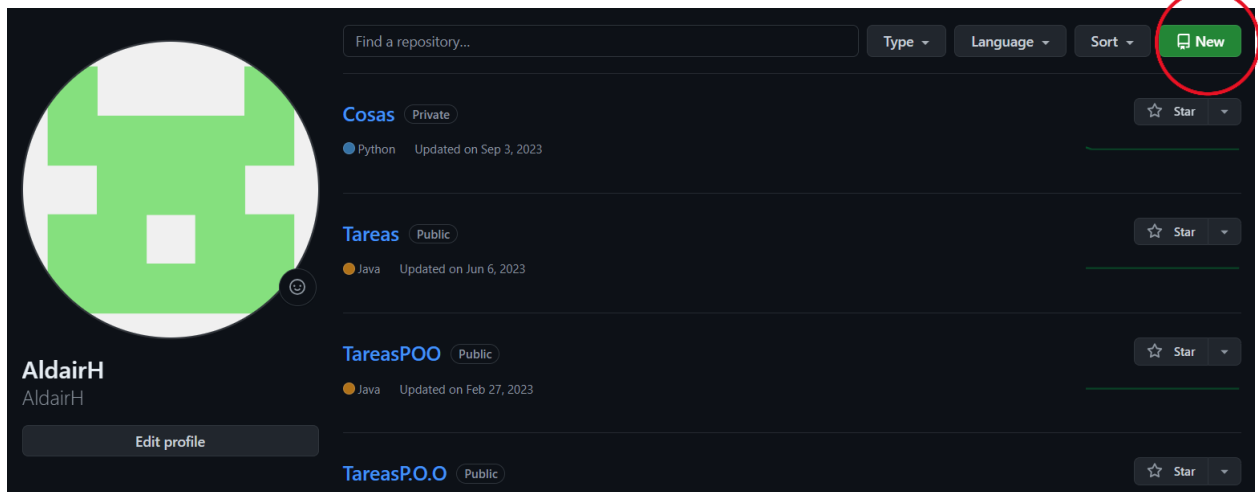 Find a repository...
Type
Language
Sort
New
Cosas Private
Star
Python Updated on Sep 3, 2023
Tareas Public
Star
Java Updated on Jun 6, 2023
TareasPOO Public
Star
Java Updated on Feb 27, 2023
TareasP.O.O Public
Star
AldairH
AldairH
Edit profile